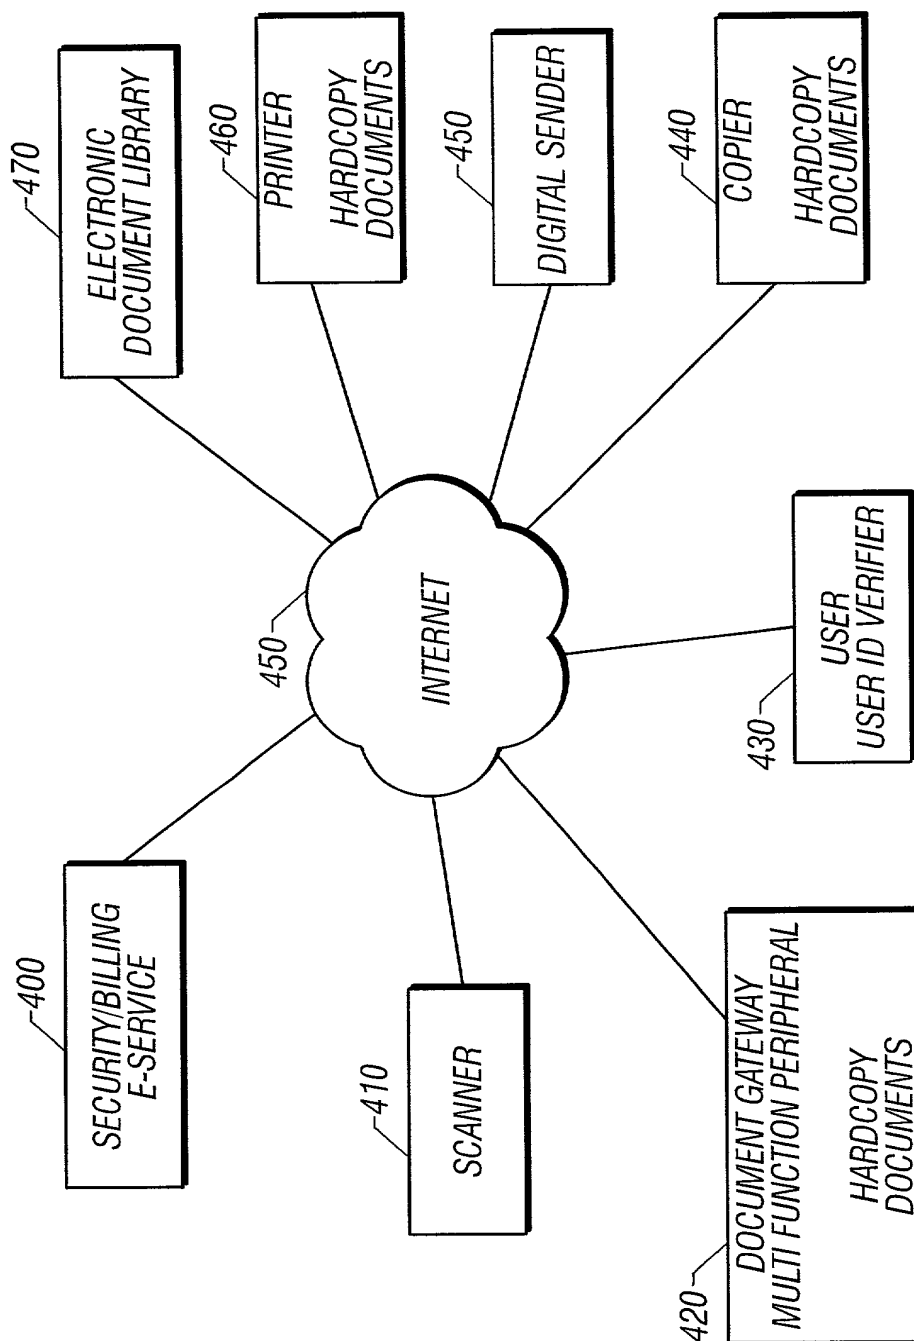 400
SECURITY/BILLING
E-SERVICE
410
SCANNER
420
DOCUMENT GATEWAY
MULTI FUNCTION PERIPHERAL
HARDCOPY
DOCUMENTS
450
INTERNET
430
USER
USER ID VERIFIER
470
ELECTRONIC
DOCUMENT LIBRARY
460
PRINTER
HARDCOPY
DOCUMENTS
450
DIGITAL SENDER
440
COPIER
HARDCOPY
DOCUMENTS